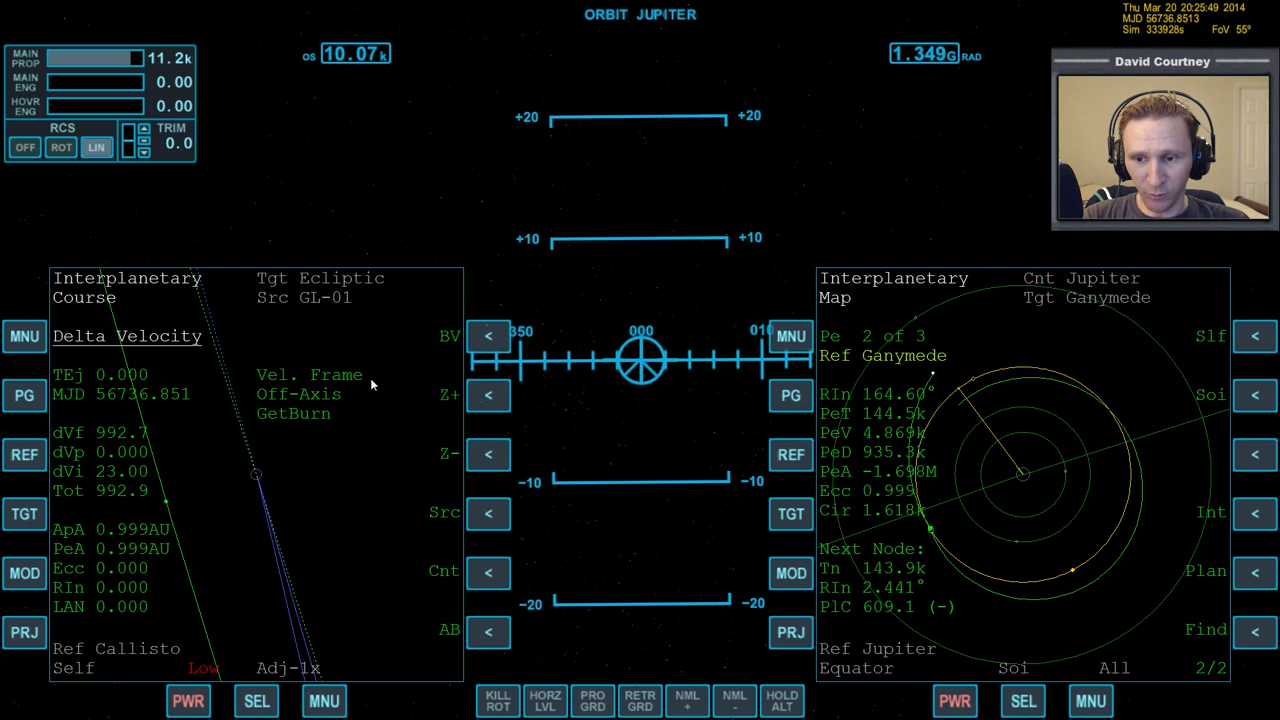 ORBIT JUPITER
Thu Mar 20 20:25:49 2014
MJD 56736.8513
Sim 333928s FoV 55°
MAIN PROP 11.2k
MAIN ENG 0.00
HOVR ENG 0.00
RCS TRIM
OFF ROT LIN 0.0
OS 10.07k
1.349G RAD
David Courtney
+20 +20
+10 +10
350 000 010
-10 -10
-20 -20
MNU
PG
REF
TGT
MOD
PRJ
Interplanetary Tgt Ecliptic
Course Src GL-01
Delta Velocity BV <
TEj 0.000 Vel. Frame
MJD 56736.851 Off-Axis Z+ <
GetBurn
dVf 992.7
dVp 0.000 Z- <
dVi 23.00
Tot 992.9
Src <
ApA 0.999AU
PeA 0.999AU
Ecc 0.000 Cnt <
RIn 0.000
LAN 0.000
AB <
Ref Callisto
Self Low Adj-1x
PWR SEL MNU
KILL ROT HORZ LVL PRO GRD RETR GRD NML + NML - HOLD ALT
MNU
PG
REF
TGT
MOD
PRJ
Interplanetary Cnt Jupiter
Map Tgt Ganymede
Pe 2 of 3 Slf <
Ref Ganymede
RIn 164.60° Soi <
PeT 144.5k
PeV 4.869k
PeD 935.3k <
PeA -1.698M
Ecc 0.999
Cir 1.618k Int <
Next Node:
Tn 143.9k Plan <
RIn 2.441°
PlC 609.1 (-)
Find <
Ref Jupiter
Equator Soi All 2/2
PWR SEL MNU